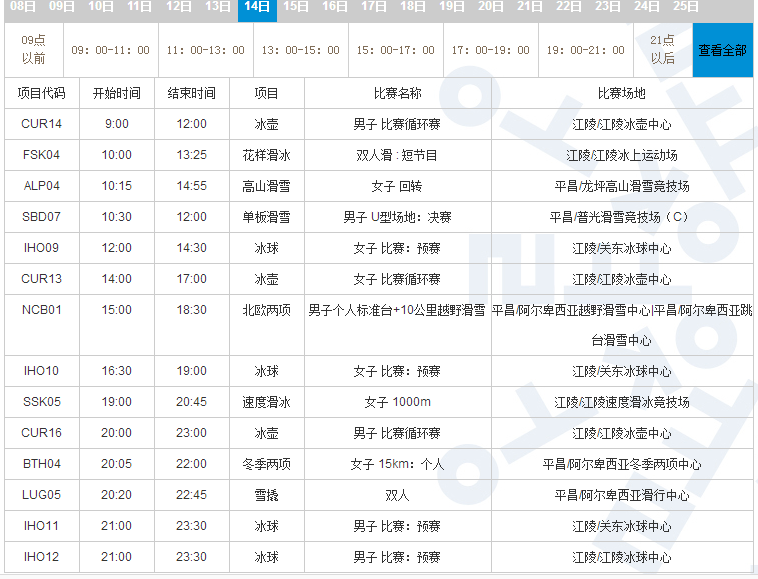 08日 09日 10日 11日 12日 13日 14日 15日 16日 17日 18日 19日 20日 21日 22日 23日 24日 25日
09点 以前 09：00-11：00 11：00-13：00 13：00-15：00 15：00-17：00 17：00-19：00 19：00-21：00 21点 以后 查看全部
项目代码 开始时间 结束时间 项目 比赛名称 比赛场地
CUR14 9:00 12:00 冰壶 男子 比赛循环赛 江陵/江陵冰壶中心
FSK04 10:00 13:25 花样滑冰 双人滑 : 短节目 江陵/江陵冰上运动场
ALP04 10:15 14:55 高山滑雪 女子 回转 平昌/龙坪高山滑雪竞技场
SBD07 10:30 12:00 单板滑雪 男子 U型场地：决赛 平昌/普光滑雪竞技场（C）
IHO09 12:00 14:30 冰球 女子 比赛：预赛 江陵/关东冰球中心
CUR13 14:00 17:00 冰壶 女子 比赛循环赛 江陵/江陵冰壶中心
NCB01 15:00 18:30 北欧两项 男子个人标准台+10公里越野滑雪 平昌/阿尔卑西亚越野滑雪中心|平昌/阿尔卑西亚跳
台滑雪中心
IHO10 16:30 19:00 冰球 女子 比赛：预赛 江陵/关东冰球中心
SSK05 19:00 20:45 速度滑冰 女子 1000m 江陵/江陵速度滑冰竞技场
CUR16 20:00 23:00 冰壶 男子 比赛循环赛 江陵/江陵冰壶中心
BTH04 20:05 22:00 冬季两项 女子 15km：个人 平昌/阿尔卑西亚冬季两项中心
LUG05 20:20 22:45 雪撬 双人 平昌/阿尔卑西亚滑行中心
IHO11 21:00 23:30 冰球 男子 比赛：预赛 江陵/关东冰球中心
IHO12 21:00 23:30 冰球 男子 比赛：预赛 江陵/江陵冰球中心